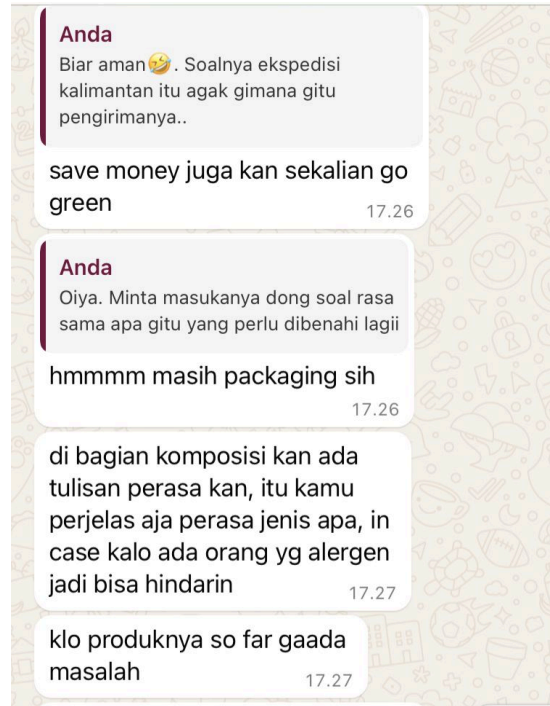 Anda
Biar aman🤣. Soalnya ekspedisi
kalimantan itu agak gimana gitu
pengirimanya..
save money juga kan sekalian go
green
17.26
Anda
Oiya. Minta masukanya dong soal rasa
sama apa gitu yang perlu dibenahi lagii
hmmmm masih packaging sih
17.26
di bagian komposisi kan ada
tulisan perasa kan, itu kamu
perjelas aja perasa jenis apa, in
case kalo ada orang yg alergen
jadi bisa hindarin
17.27
klo produknya so far gaada
masalah
17.27